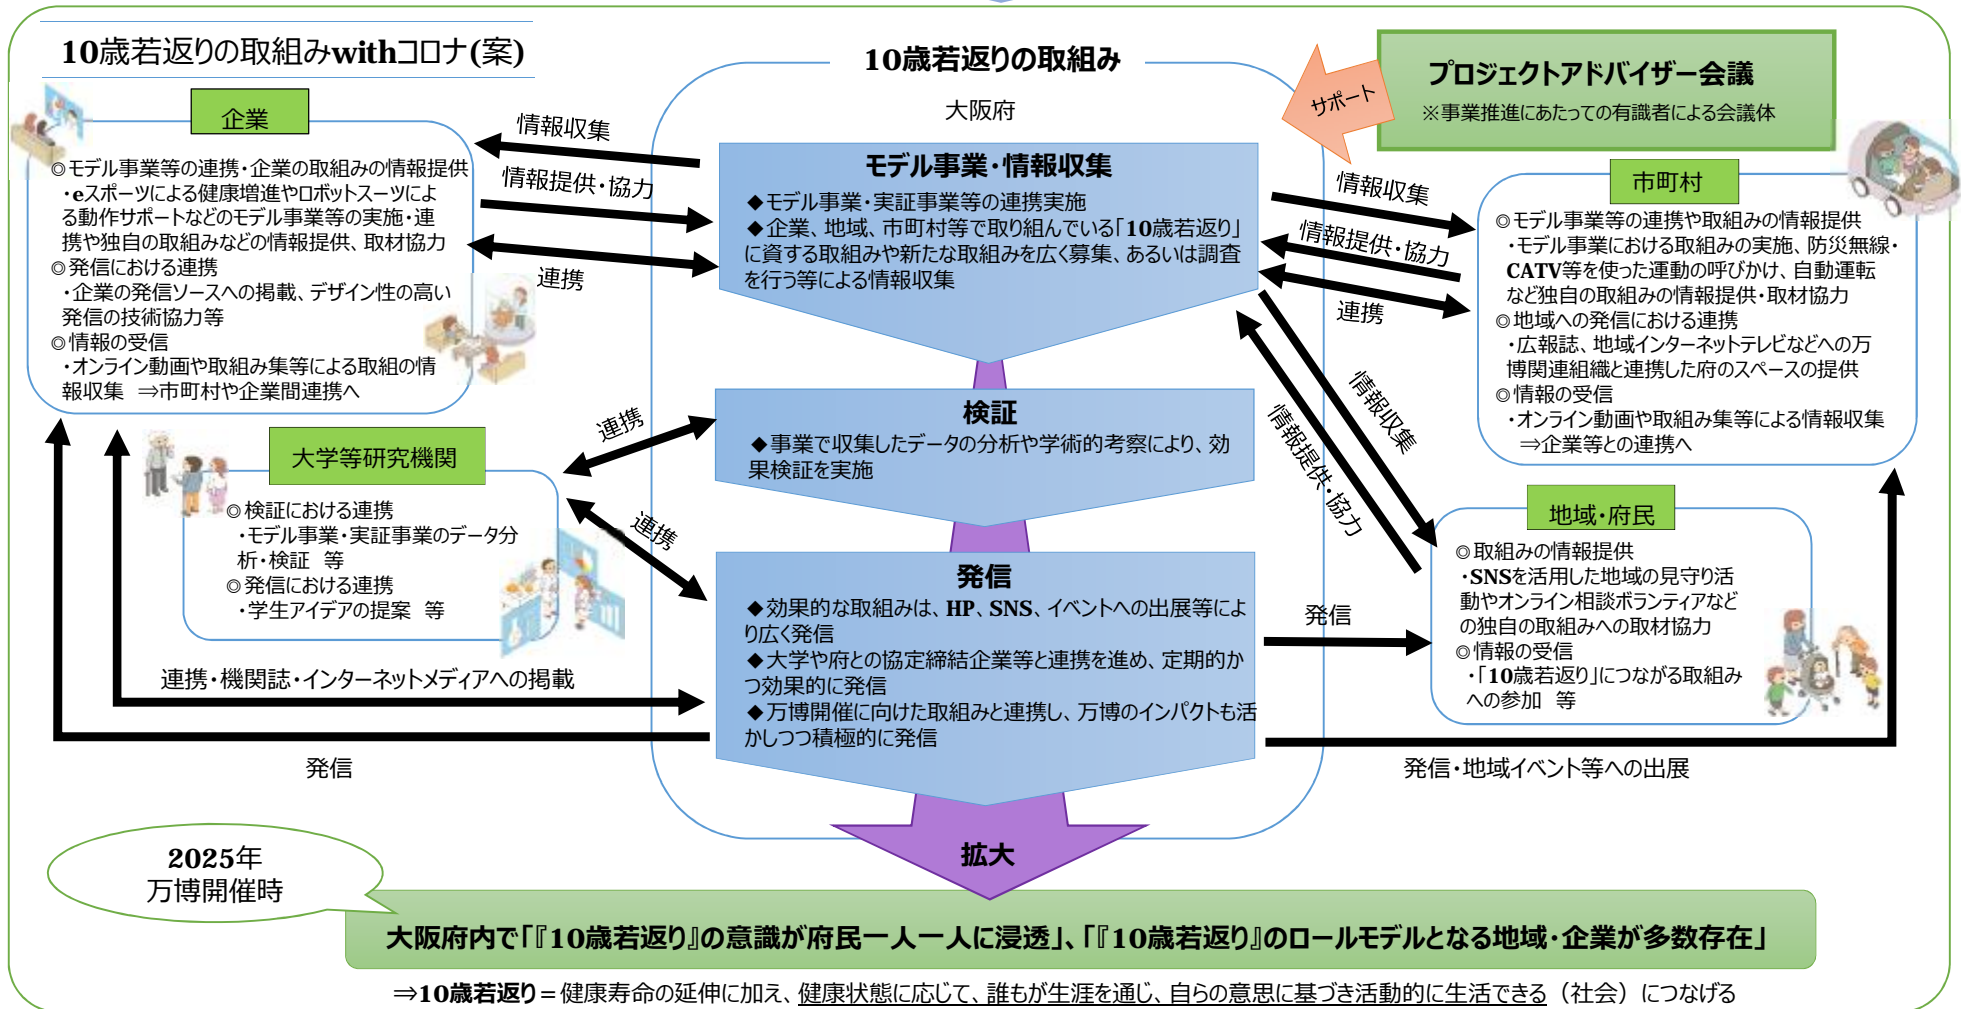 10歳若返りの取組みwithコロナ(案)
企業
◎モデル事業等の連携・企業の取組みの情報提供
・eスポーツによる健康増進やロボットスーツによ
る動作サポートなどのモデル事業等の実施・連
携や独自の取組みなどの情報提供、取材協力
◎発信における連携
・企業の発信ソースへの掲載、デザイン性の高い
発信の技術協力等
◎情報の受信
・オンライン動画や取組み集等による取組の情
報収集　⇒市町村や企業間連携へ
大学等研究機関
◎検証における連携
・モデル事業・実証事業のデータ分
析・検証　等
◎発信における連携
・学生アイデアの提案　等
情報収集
情報提供・協力
連携
連携
連携
連携・機関誌・インターネットメディアへの掲載
発信
10歳若返りの取組み
大阪府
モデル事業・情報収集
◆モデル事業・実証事業等の連携実施
◆企業、地域、市町村等で取り組んでいる「10歳若返り」
に資する取組みや新たな取組みを広く募集、あるいは調査
を行う等による情報収集
検証
◆事業で収集したデータの分析や学術的考察により、効
果検証を実施
発信
◆効果的な取組みは、HP、SNS、イベントへの出展等によ
り広く発信
◆大学や府との協定締結企業等と連携を進め、定期的か
つ効果的に発信
◆万博開催に向けた取組みと連携し、万博のインパクトも活
かしつつ積極的に発信
拡大
サポート
プロジェクトアドバイザー会議
※事業推進にあたっての有識者による会議体
情報収集
情報提供・協力
連携
情報収集
情報提供・協力
発信
発信・地域イベント等への出展
市町村
◎モデル事業等の連携や取組みの情報提供
・モデル事業における取組みの実施、防災無線・
CATV等を使った運動の呼びかけ、自動運転
など独自の取組みの情報提供・取材協力
◎地域への発信における連携
・広報誌、地域インターネットテレビなどへの万
博関連組織と連携した府のスペースの提供
◎情報の受信
・オンライン動画や取組み集等による情報収集
⇒企業等との連携へ
地域・府民
◎取組みの情報提供
・SNSを活用した地域の見守り活
動やオンライン相談ボランティアなど
の独自の取組みへの取材協力
◎情報の受信
・「10歳若返り」につながる取組み
への参加　等
2025年
万博開催時
大阪府内で「『10歳若返り』の意識が府民一人一人に浸透」、「『10歳若返り』のロールモデルとなる地域・企業が多数存在」
⇒10歳若返り＝健康寿命の延伸に加え、健康状態に応じて、誰もが生涯を通じ、自らの意思に基づき活動的に生活できる（社会）につなげる